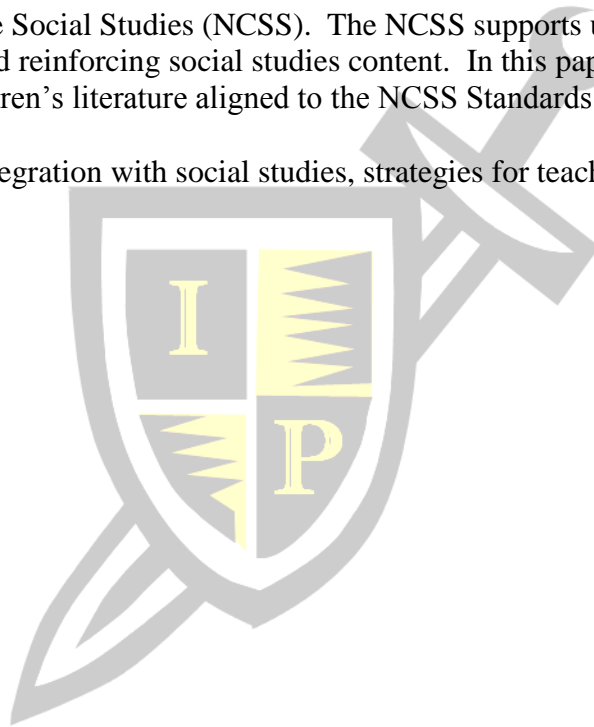 e Social Studies (NCSS). The NCSS supports u
d reinforcing social studies content. In this pap
ren's literature aligned to the NCSS Standards
egration with social studies, strategies for teach
I
P